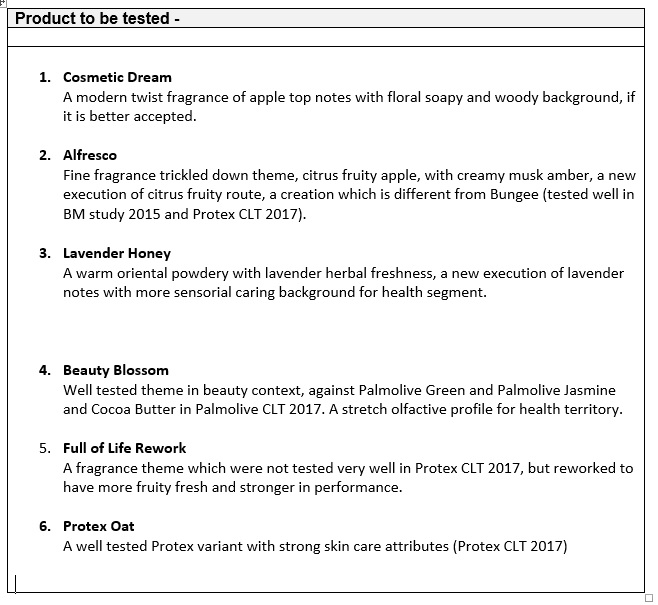 Product to be tested -
1. Cosmetic Dream
A modern twist fragrance of apple top notes with floral soapy and woody background, if
it is better accepted.
2. Alfresco
Fine fragrance trickled down theme, citrus fruity apple, with creamy musk amber, a new
execution of citrus fruity route, a creation which is different from Bungee (tested well in
BM study 2015 and Protex CLT 2017).
3. Lavender Honey
A warm oriental powdery with lavender herbal freshness, a new execution of lavender
notes with more sensorial caring background for health segment.
4. Beauty Blossom
Well tested theme in beauty context, against Palmolive Green and Palmolive Jasmine
and Cocoa Butter in Palmolive CLT 2017. A stretch olfactive profile for health territory.
5. Full of Life Rework
A fragrance theme which were not tested very well in Protex CLT 2017, but reworked to
have more fruity fresh and stronger in performance.
6. Protex Oat
A well tested Protex variant with strong skin care attributes (Protex CLT 2017)